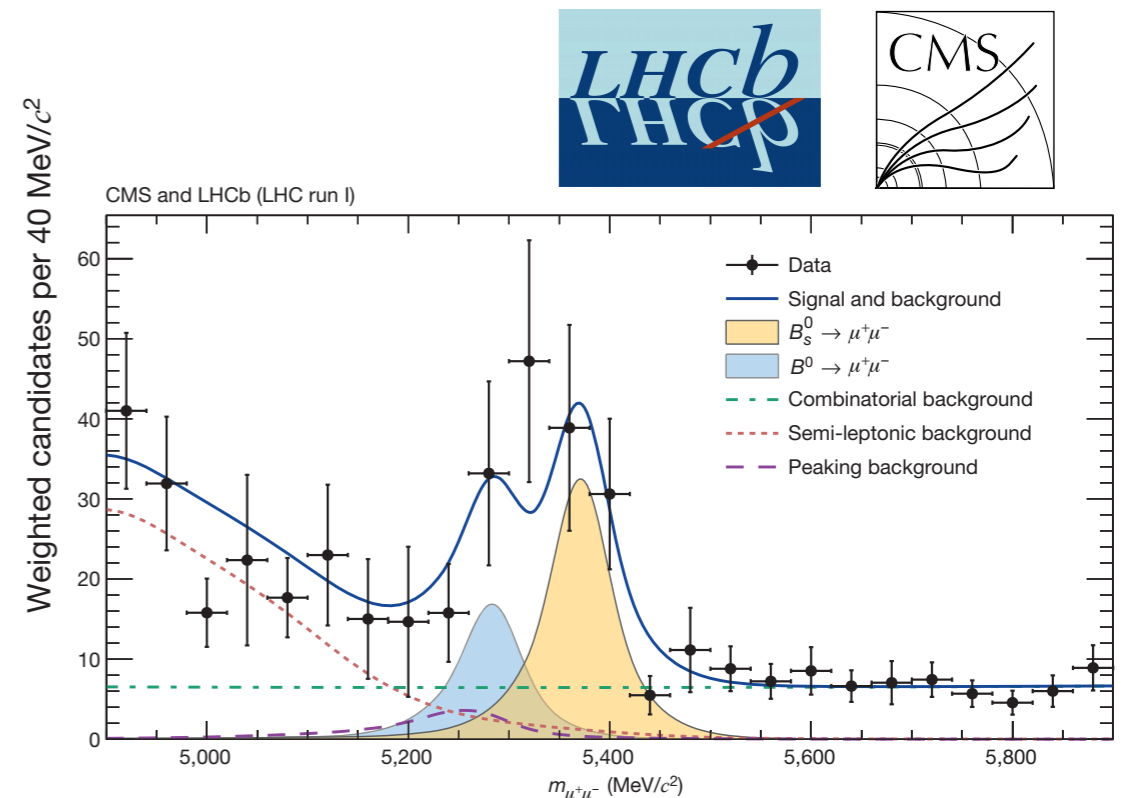 LHCb
LHCp
CMS
CMS and LHCb (LHC run I)
Weighted candidates per 40 MeV/c²
60
50
40
30
20
10
0
Data
Signal and background
B⁰ₛ → μ⁺μ⁻
B⁰ → μ⁺μ⁻
Combinatorial background
Semi-leptonic background
Peaking background
5,000
5,200
5,400
5,600
5,800
m_μ⁺μ⁻ (MeV/c²)